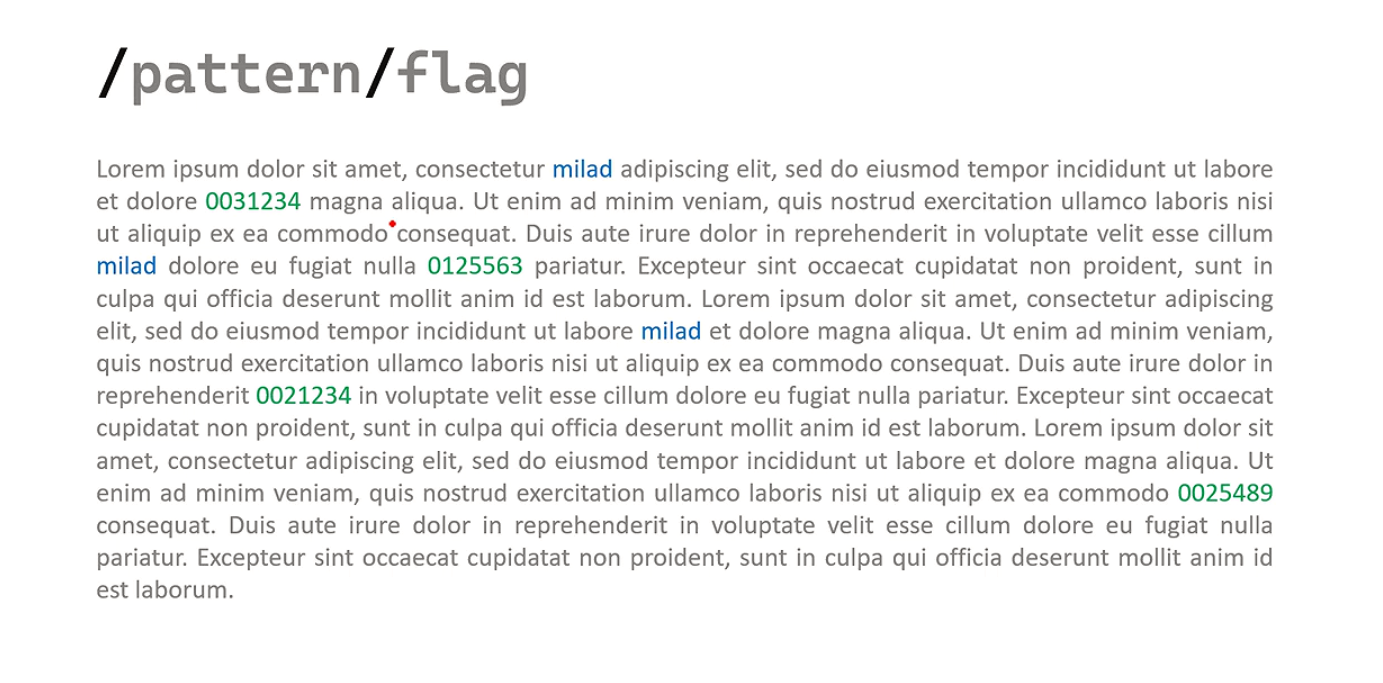 /pattern/flag
Lorem ipsum dolor sit amet, consectetur milad adipiscing elit, sed do eiusmod tempor incididunt ut labore
et dolore 0031234 magna aliqua. Ut enim ad minim veniam, quis nostrud exercitation ullamco laboris nisi
ut aliquip ex ea commodo consequat. Duis aute irure dolor in reprehenderit in voluptate velit esse cillum
milad dolore eu fugiat nulla 0125563 pariatur. Excepteur sint occaecat cupidatat non proident, sunt in
culpa qui officia deserunt mollit anim id est laborum. Lorem ipsum dolor sit amet, consectetur adipiscing
elit, sed do eiusmod tempor incididunt ut labore milad et dolore magna aliqua. Ut enim ad minim veniam,
quis nostrud exercitation ullamco laboris nisi ut aliquip ex ea commodo consequat. Duis aute irure dolor in
reprehenderit 0021234 in voluptate velit esse cillum dolore eu fugiat nulla pariatur. Excepteur sint occaecat
cupidatat non proident, sunt in culpa qui officia deserunt mollit anim id est laborum. Lorem ipsum dolor sit
amet, consectetur adipiscing elit, sed do eiusmod tempor incididunt ut labore et dolore magna aliqua. Ut
enim ad minim veniam, quis nostrud exercitation ullamco laboris nisi ut aliquip ex ea commodo 0025489
consequat. Duis aute irure dolor in reprehenderit in voluptate velit esse cillum dolore eu fugiat nulla
pariatur. Excepteur sint occaecat cupidatat non proident, sunt in culpa qui officia deserunt mollit anim id
est laborum.